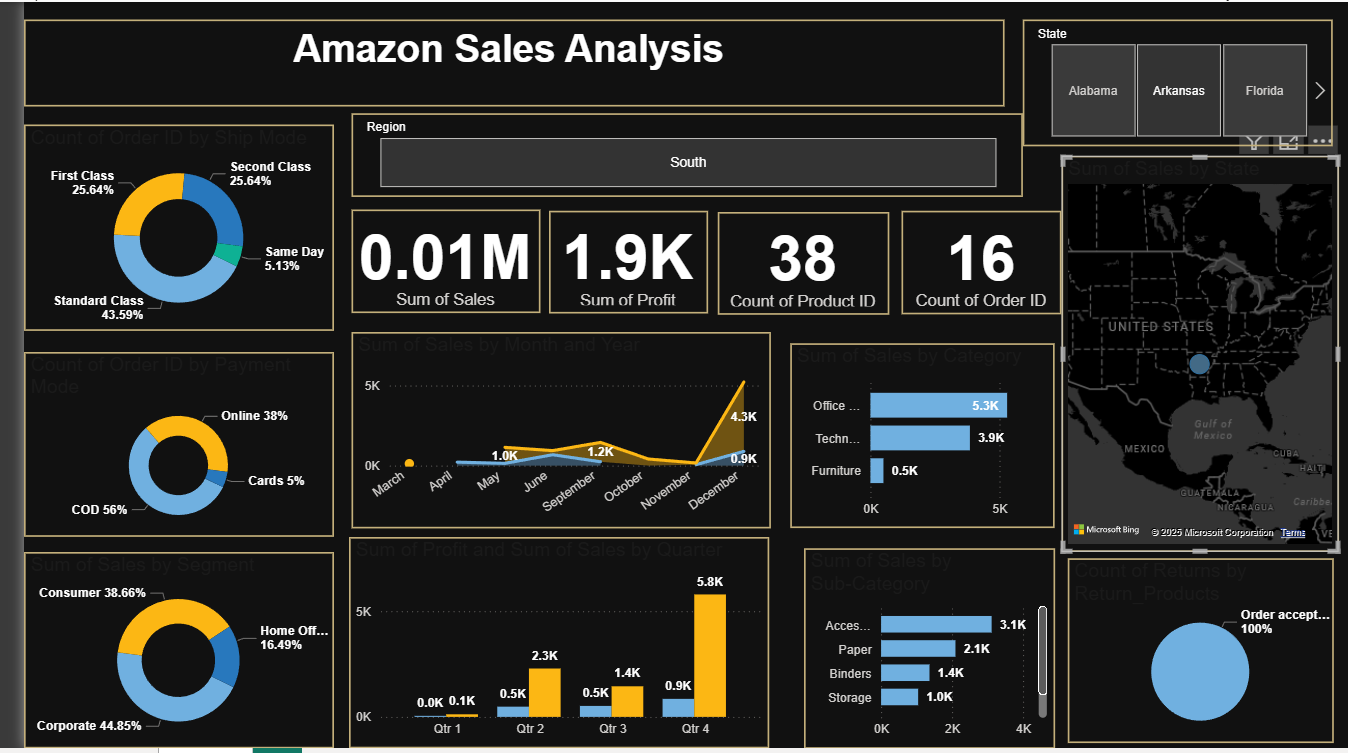 Amazon Sales Analysis
State
Alabama
Arkansas
Florida
Region
South
Count of Order ID by Ship Mode
First Class
25.64%
Second Class
25.64%
Same Day
5.13%
Standard Class
43.59%
0.01M
Sum of Sales
1.9K
Sum of Profit
38
Count of Product ID
16
Count of Order ID
Sum of Sales by State
UNITED STATES
MEXICO
Gulf of
Mexico
CUBA
HAITI
GUATEMALA
NICARAGUA
Caribbe
VE
Microsoft Bing
© 2025 Microsoft Corporation
Terms
Count of Order ID by Payment
Mode
Online 38%
Cards 5%
COD 56%
Sum of Sales by Month and Year
5K
0K
1.0K
1.2K
4.3K
0.9K
March
April
May
June
September
October
November
December
Sum of Sales by Category
Office ...
5.3K
Techn...
3.9K
Furniture
0.5K
0K
5K
Sum of Sales by Segment
Consumer 38.66%
Home Off...
16.49%
Corporate 44.85%
Sum of Profit and Sum of Sales by Quarter
5K
0K
0.0K
0.1K
0.5K
2.3K
0.5K
1.4K
0.9K
5.8K
Qtr 1
Qtr 2
Qtr 3
Qtr 4
Sum of Sales by
Sub-Category
Acces...
3.1K
Paper
2.1K
Binders
1.4K
Storage
1.0K
0K
2K
4K
Count of Returns by
Return_Products
Order accept...
100%